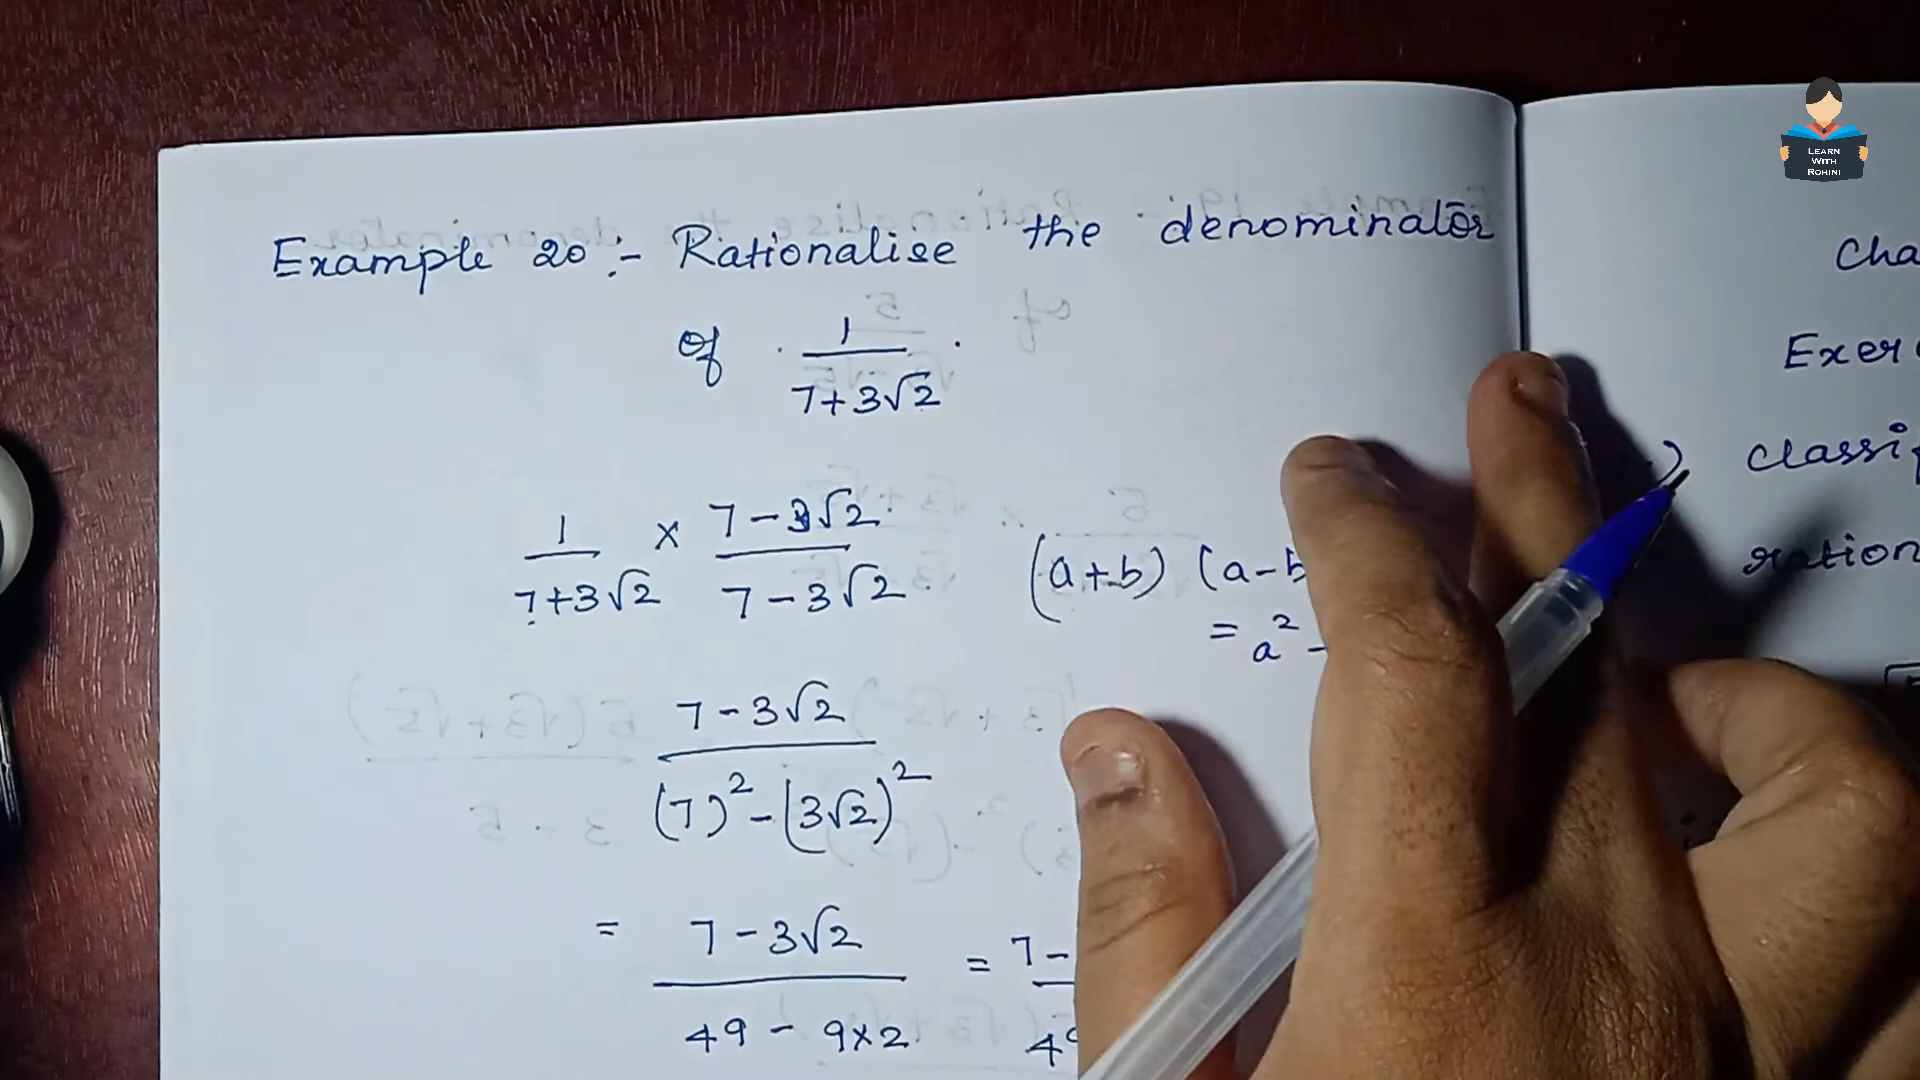 Example 20:- Rationalise the denominator
of 1/(7+3√2).
1/(7+3√2) × (7-3√2)/(7-3√2)
(a+b) (a-b
= a² -
(7-3√2)/((7)² - (3√2)²)
= (7-3√2)/(49 - 9×2) = 7-
Exer
LEARN
WITH
ROHINI